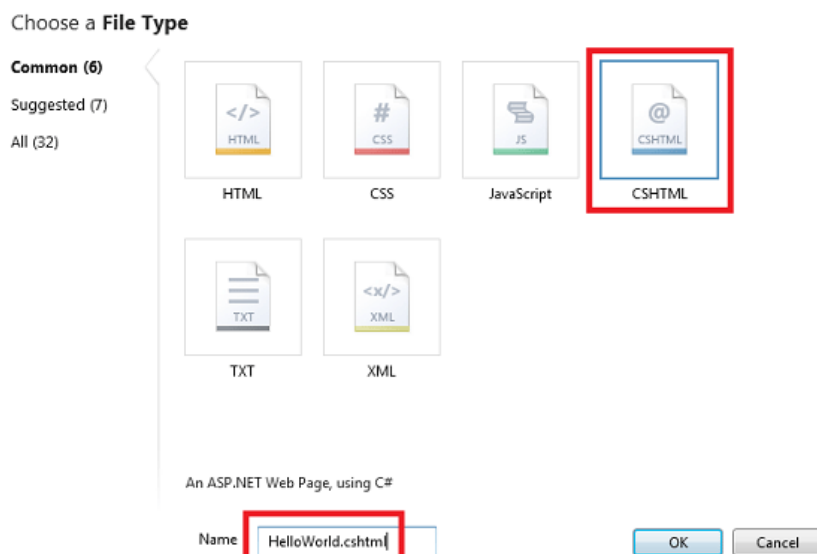 Choose a File Type
Common (6)
Suggested (7)
All (32)
</> # @
HTML CSS JS CSHTML
HTML CSS JavaScript CSHTML
<x/>
TXT XML
TXT XML
An ASP.NET Web Page, using C#
Name HelloWorld.cshtml OK Cancel